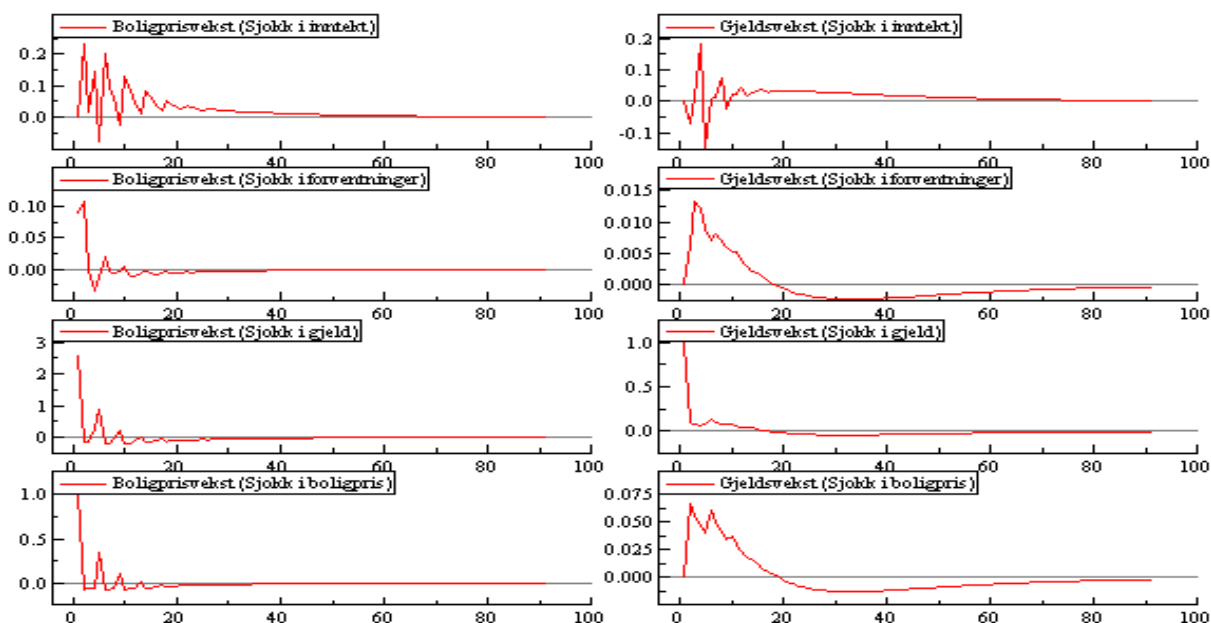 Boligprisvekst (Sjokk i inntekt)
0.2
0.1
0.0
0 20 40 60 80 100
Gjeldsvekst (Sjokk i inntekt)
0.2
0.1
0.0
-0.1
0 20 40 60 80 100
Boligprisvekst (Sjokk i forventninger)
0.10
0.05
0.00
0 20 40 60 80 100
Gjeldsvekst (Sjokk i forventninger)
0.015
0.010
0.005
0.000
0 20 40 60 80 100
Boligprisvekst (Sjokk i gjeld)
3
2
1
0
0 20 40 60 80 100
Gjeldsvekst (Sjokk i gjeld)
1.0
0.5
0.0
0 20 40 60 80 100
Boligprisvekst (Sjokk i boligpris)
1.0
0.5
0.0
0 20 40 60 80 100
Gjeldsvekst (Sjokk i boligpris)
0.075
0.050
0.025
0.000
0 20 40 60 80 100